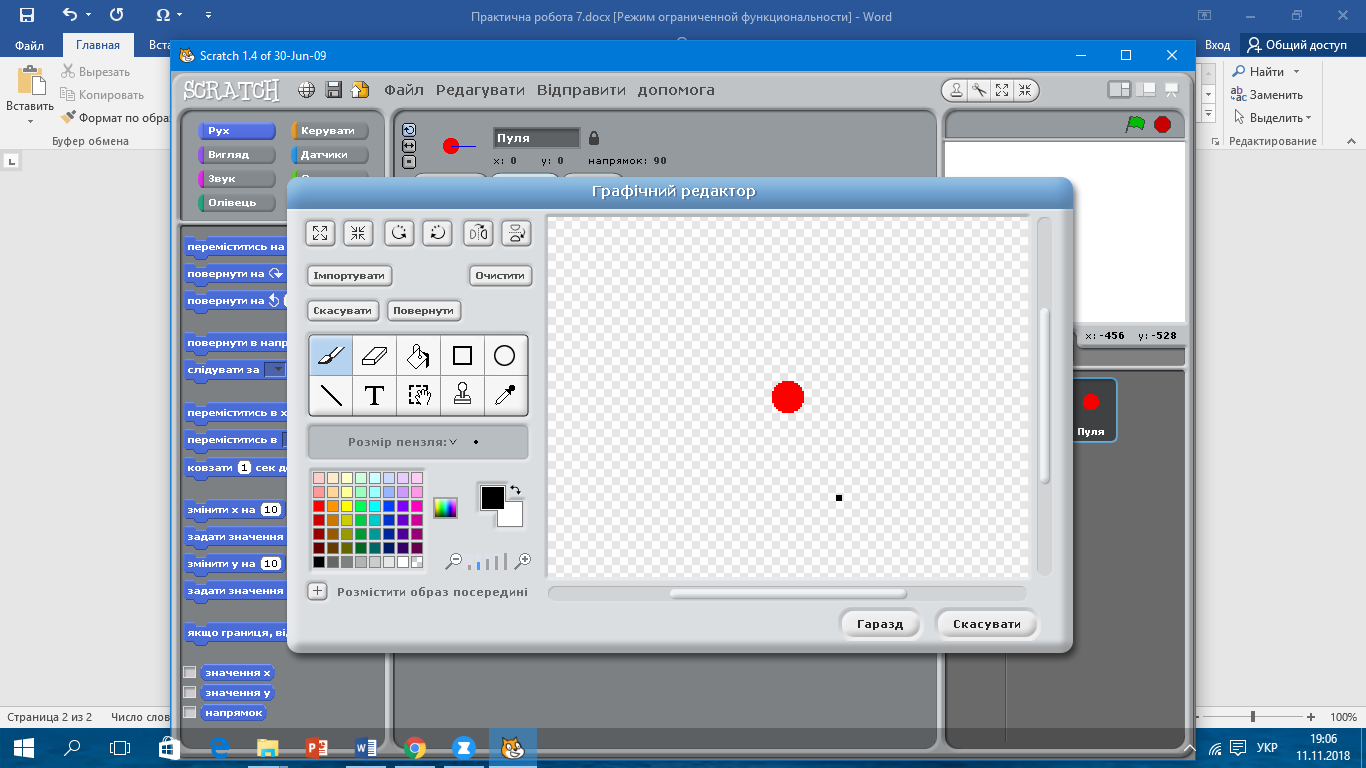 Практична робота 7.docx [Режим ограниченной функциональности] - Word
Файл Главная Вста Вход Общий доступ
Вставить
Вырезать
Копировать
Формат по обра
Буфер обмена
Найти
Заменить
Выделить
Редактирование
Scratch 1.4 of 30-Jun-09
SCRATCH Файл Редагувати Відправити допомога
Рух Керувати
Вигляд Датчики
Звук
Олівець
Пуля
x: 0 y: 0 напрямок: 90
переміститись на
повернути на
повернути на
повернути в напр
слідувати за
переміститись в x
переміститись в
ковзати 1 сек до
змінити x на 10
задати значення
змінити y на 10
задати значення
якщо границя, від
значення x
значення y
напрямок
Графічний редактор
Імпортувати Очистити
Скасувати Повернути
T
Розмір пензля:
Розмістити образ посередині
Гаразд Скасувати
x: -456 y: -528
Пуля
Страница 2 из 2 Число слов
100%
УКР
19:06
11.11.2018